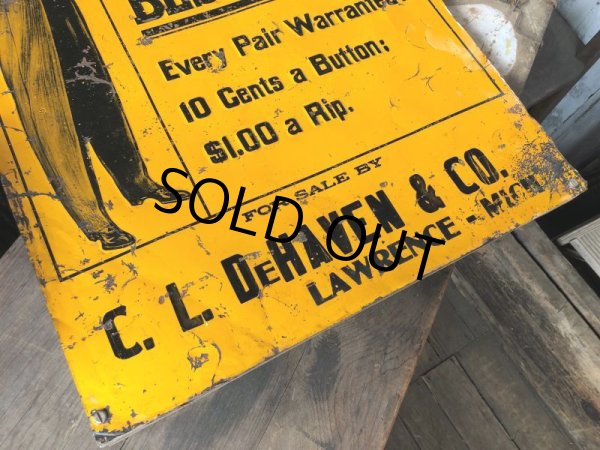 Every Pair Warranted.
10 Cents a Button;
$1.00 a Rip.
FOR SALE BY
C. L. DEHAVEN & CO.
LAWRENCE - MICH.
SOLD OUT